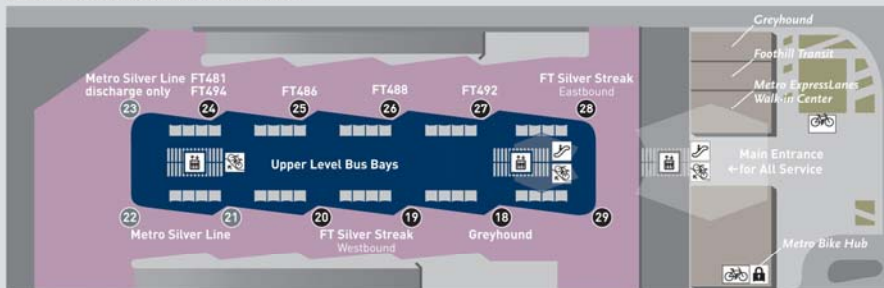 Greyhound
Foothill Transit
Metro ExpressLanes
Walk-in Center
Metro Silver Line
discharge only
23
FT481
FT494
24
FT486
25
FT488
26
FT492
27
FT Silver Streak
Eastbound
28
Upper Level Bus Bays
Main Entrance
←for All Service
22
21
Metro Silver Line
20
FT Silver Streak
Westbound
19
18
Greyhound
29
Metro Bike Hub